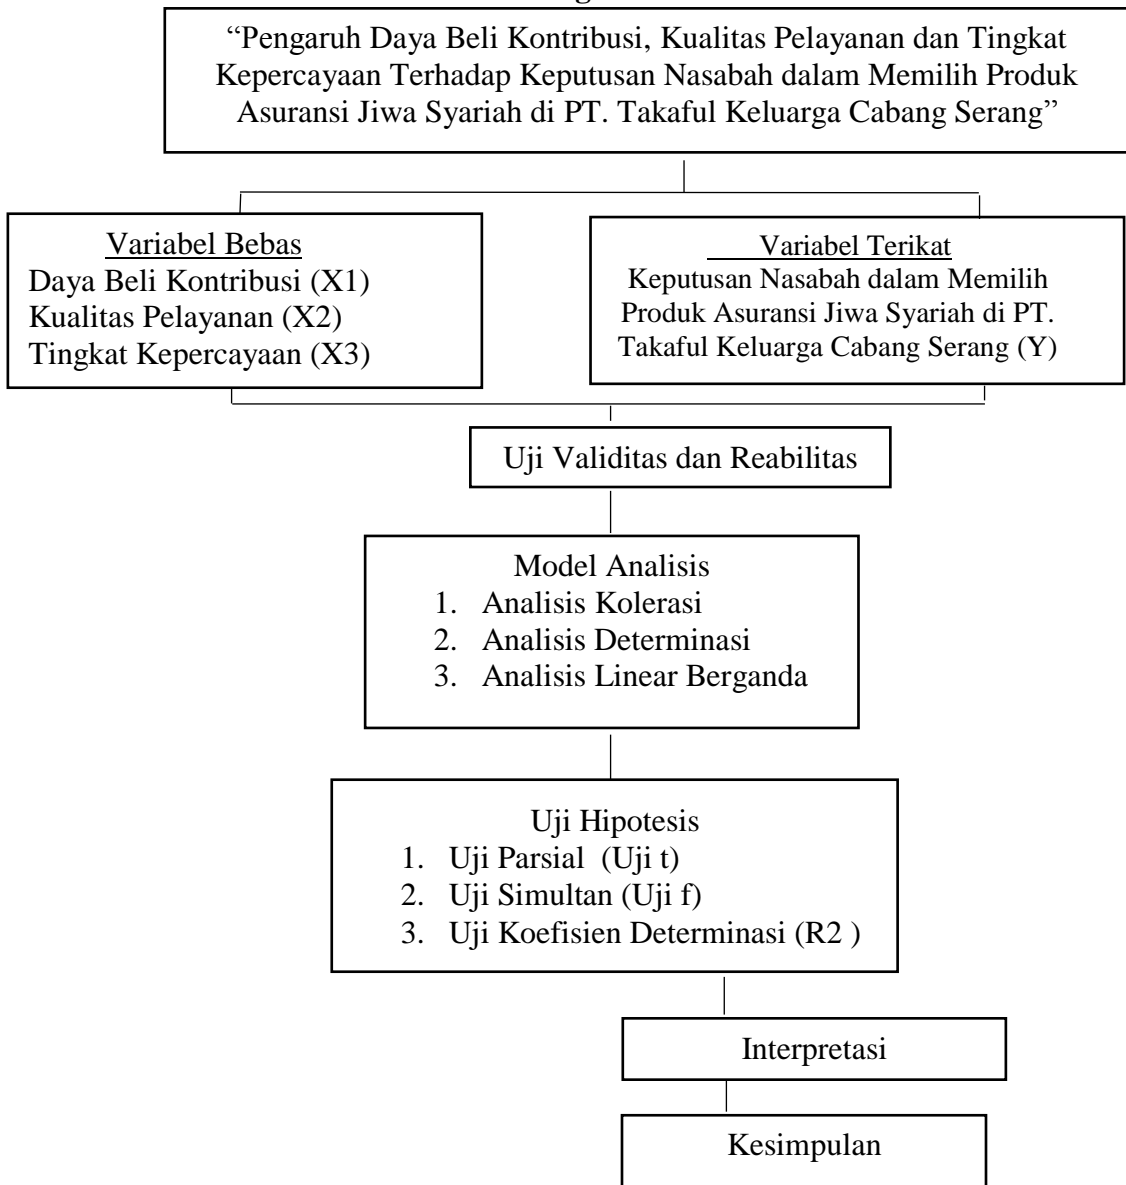 “Pengaruh Daya Beli Kontribusi, Kualitas Pelayanan dan Tingkat
Kepercayaan Terhadap Keputusan Nasabah dalam Memilih Produk
Asuransi Jiwa Syariah di PT. Takaful Keluarga Cabang Serang”
Variabel Bebas
Daya Beli Kontribusi (X1)
Kualitas Pelayanan (X2)
Tingkat Kepercayaan (X3)
Variabel Terikat
Keputusan Nasabah dalam Memilih
Produk Asuransi Jiwa Syariah di PT.
Takaful Keluarga Cabang Serang (Y)
Uji Validitas dan Reabilitas
Model Analisis
1. Analisis Kolerasi
2. Analisis Determinasi
3. Analisis Linear Berganda
Uji Hipotesis
1. Uji Parsial (Uji t)
2. Uji Simultan (Uji f)
3. Uji Koefisien Determinasi (R2 )
Interpretasi
Kesimpulan